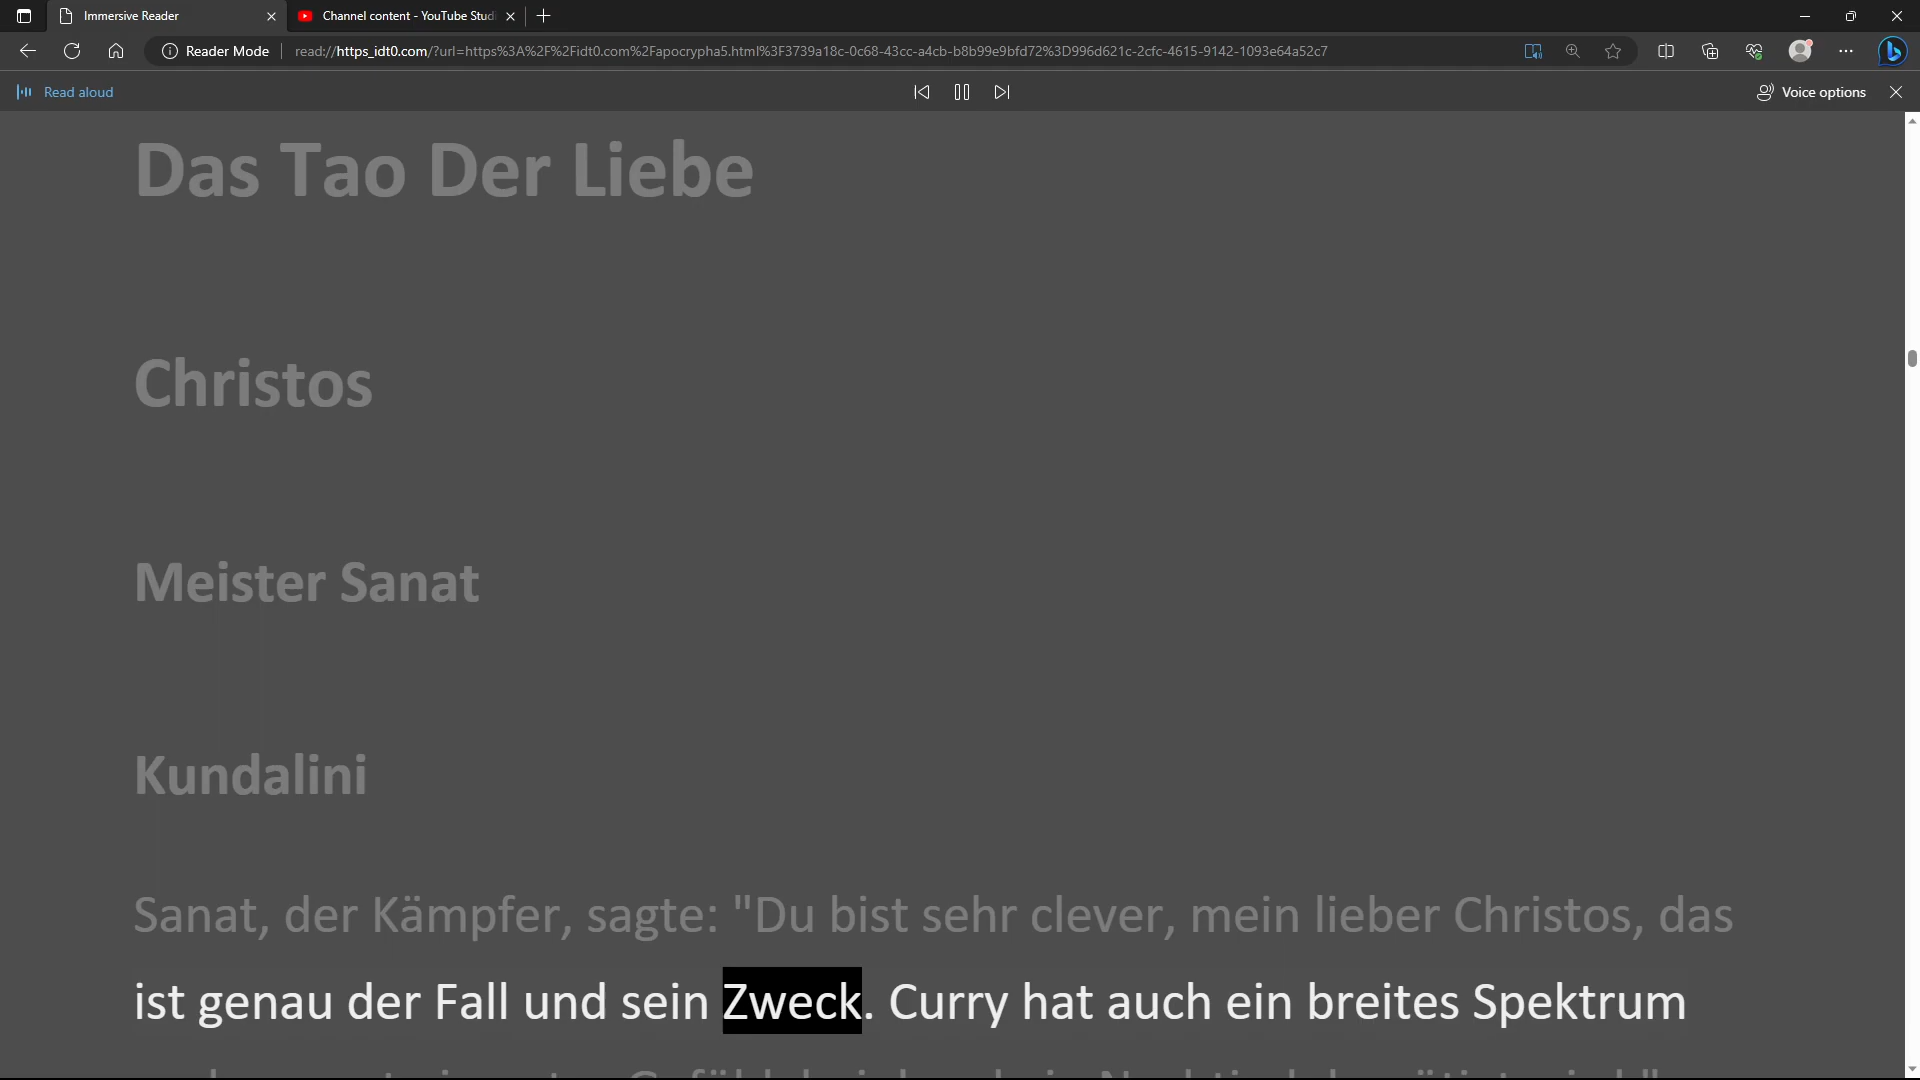 Immersive Reader
Channel content - YouTube Stud
Reader Mode
read://https_idt0.com/?url=https%3A%2F%2Fidt0.com%2Fapocrypha5.html%3F3739a18c-0c68-43cc-a4cb-b8b99e9bfd72%3D996d621c-2cfc-4615-9142-1093e64a52c7
Read aloud
Voice options
Das Tao Der Liebe
Christos
Meister Sanat
Kundalini
Sanat, der Kämpfer, sagte: "Du bist sehr clever, mein lieber Christos, das
ist genau der Fall und sein Zweck. Curry hat auch ein breites Spektrum